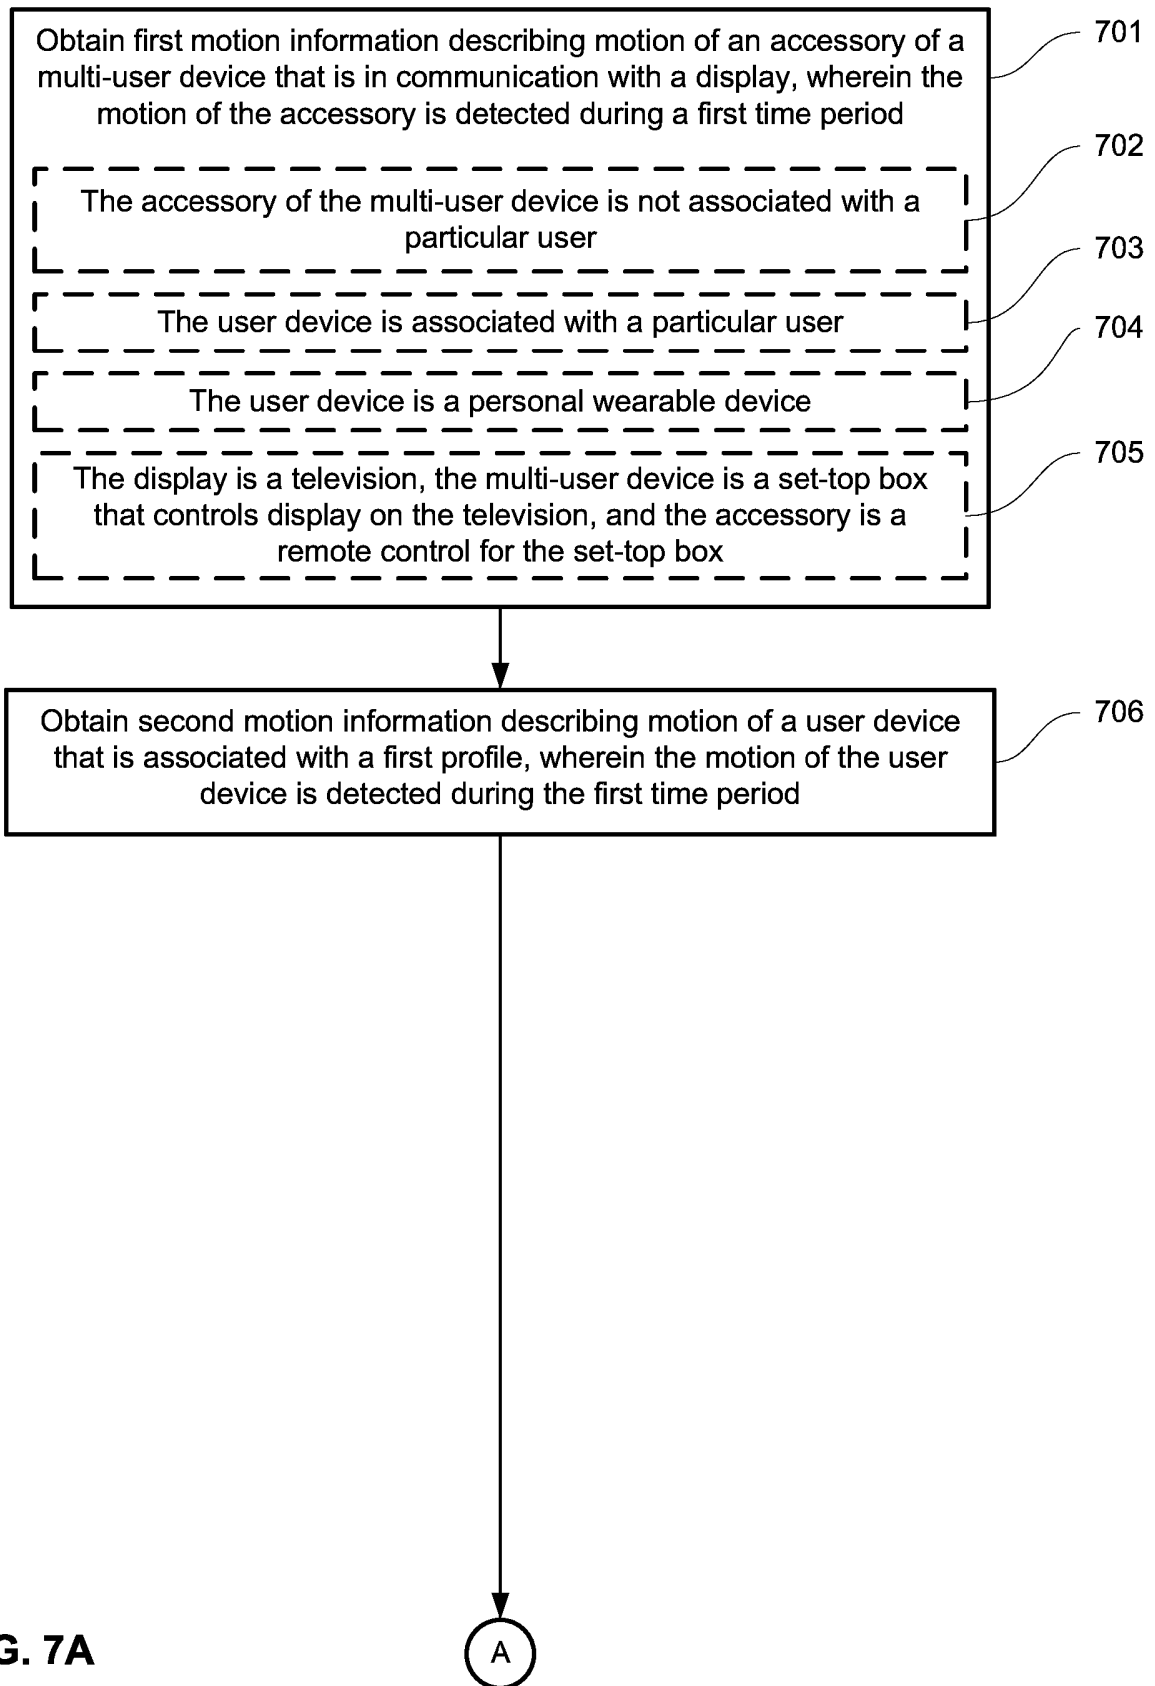 Obtain first motion information describing motion of an accessory of a
multi-user device that is in communication with a display, wherein the
motion of the accessory is detected during a first time period
701
The accessory of the multi-user device is not associated with a
particular user
702
The user device is associated with a particular user
703
The user device is a personal wearable device
704
The display is a television, the multi-user device is a set-top box
that controls display on the television, and the accessory is a
remote control for the set-top box
705
Obtain second motion information describing motion of a user device
that is associated with a first profile, wherein the motion of the user
device is detected during the first time period
706
A
G. 7A